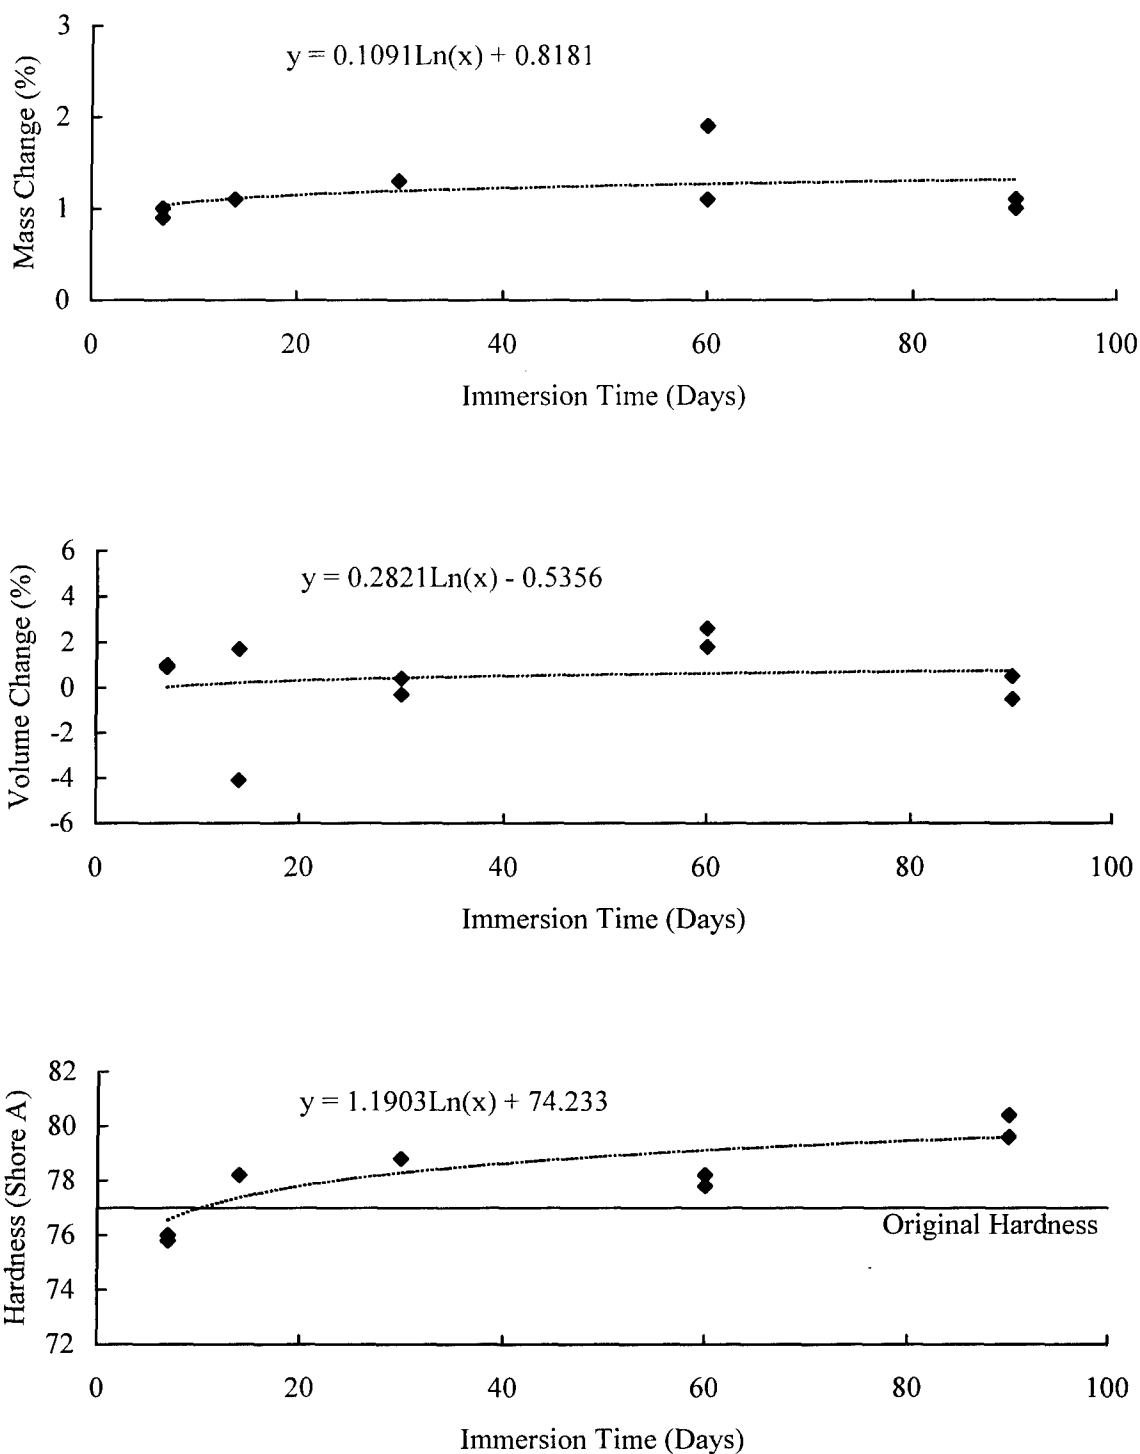 3
y = 0.1091Ln(x) + 0.8181
2
1
0
Mass Change (%)
0 20 40 60 80 100
Immersion Time (Days)
6
y = 0.2821Ln(x) - 0.5356
4
2
0
-2
-4
-6
Volume Change (%)
0 20 40 60 80 100
Immersion Time (Days)
82
y = 1.1903Ln(x) + 74.233
80
78
76
Original Hardness
74
72
Hardness (Shore A)
0 20 40 60 80 100
Immersion Time (Days)